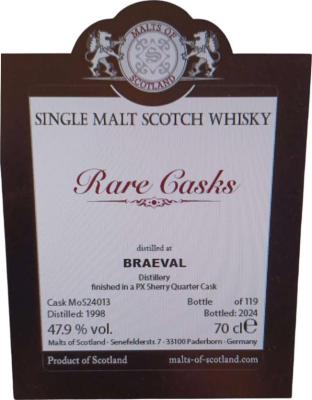 MALTS OF
SCOTLAND
SINGLE MALT SCOTCH WHISKY
Rare Casks
distilled at
BRAEVAL
Distillery
finished in a PX Sherry Quarter Cask
Cask MoS24013 Bottle of 119
Distilled: 1998 Bottled: 2024
47.9 % vol. 70 cl℮
Malts of Scotland · Senefelderstr. 7 · 33100 Paderborn · Germany
Product of Scotland malts-of-scotland.com